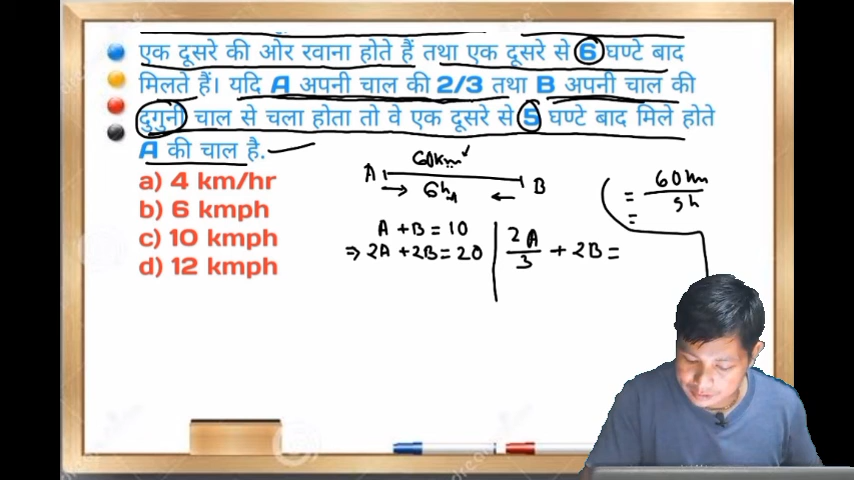 एक दूसरे की ओर रवाना होते हैं तथा एक दूसरे से 6 घण्टे बाद
मिलते हैं। यदि A अपनी चाल की 2/3 तथा B अपनी चाल की
दुगुनी चाल से चला होता तो वे एक दूसरे से 5 घण्टे बाद मिले होते
A की चाल है.
a) 4 km/hr
b) 6 kmph
c) 10 kmph
d) 12 kmph
60km
A B
6h
= 60km/5h
=
A + B = 10
⇒ 2A + 2B = 20
2A/3 + 2B =